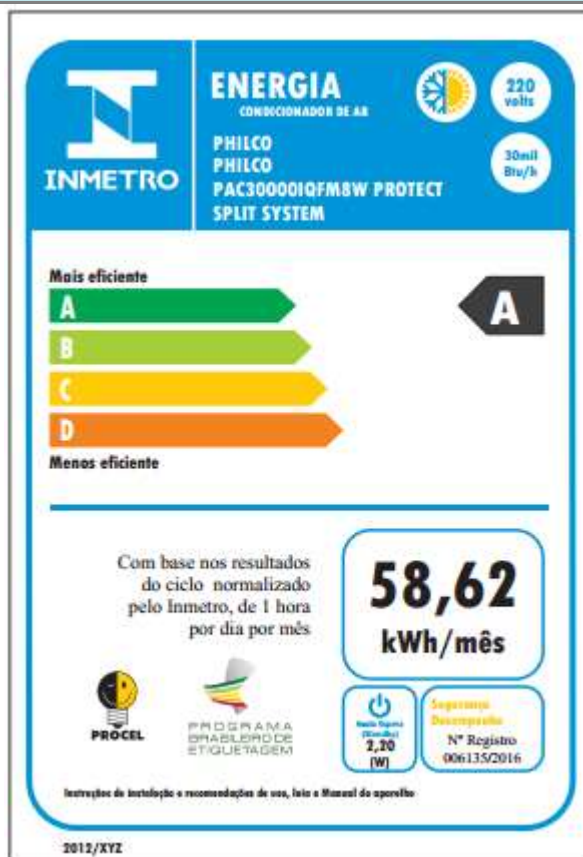 INMETRO
ENERGIA
CONDICIONADOR DE AR
220
volts
PHILCO
PHILCO
PAC30000IQFM8W PROTECT
SPLIT SYSTEM
30mil
Btu/h
Mais eficiente
A
A
B
C
D
Menos eficiente
Com base nos resultados
do ciclo normalizado
pelo Inmetro, de 1 hora
por dia por mês
58,62
kWh/mês
PROCEL
PROGRAMA
BRASILEIRO DE
ETIQUETAGEM
(Standby)
2,20
(W)
Segurança
Desempenho
Nº Registro
006135/2016
Instruções de instalação e recomendações de uso, leia o Manual do aparelho
2012/XYZ